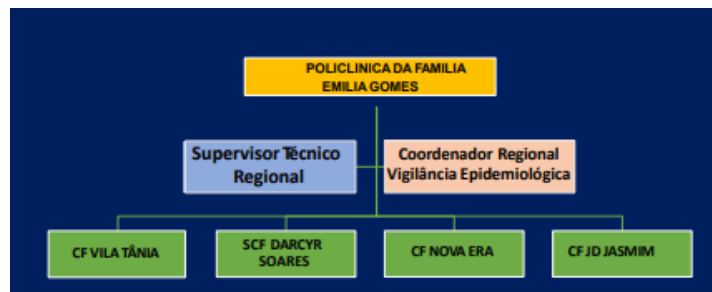 POLICLINICA DA FAMILIA
EMILIA GOMES
Supervisor Técnico
Regional
Coordenador Regional
Vigilância Epidemiológica
CF VILA TÂNIA
SCF DARCYR
SOARES
CF NOVA ERA
CF JD JASMIM